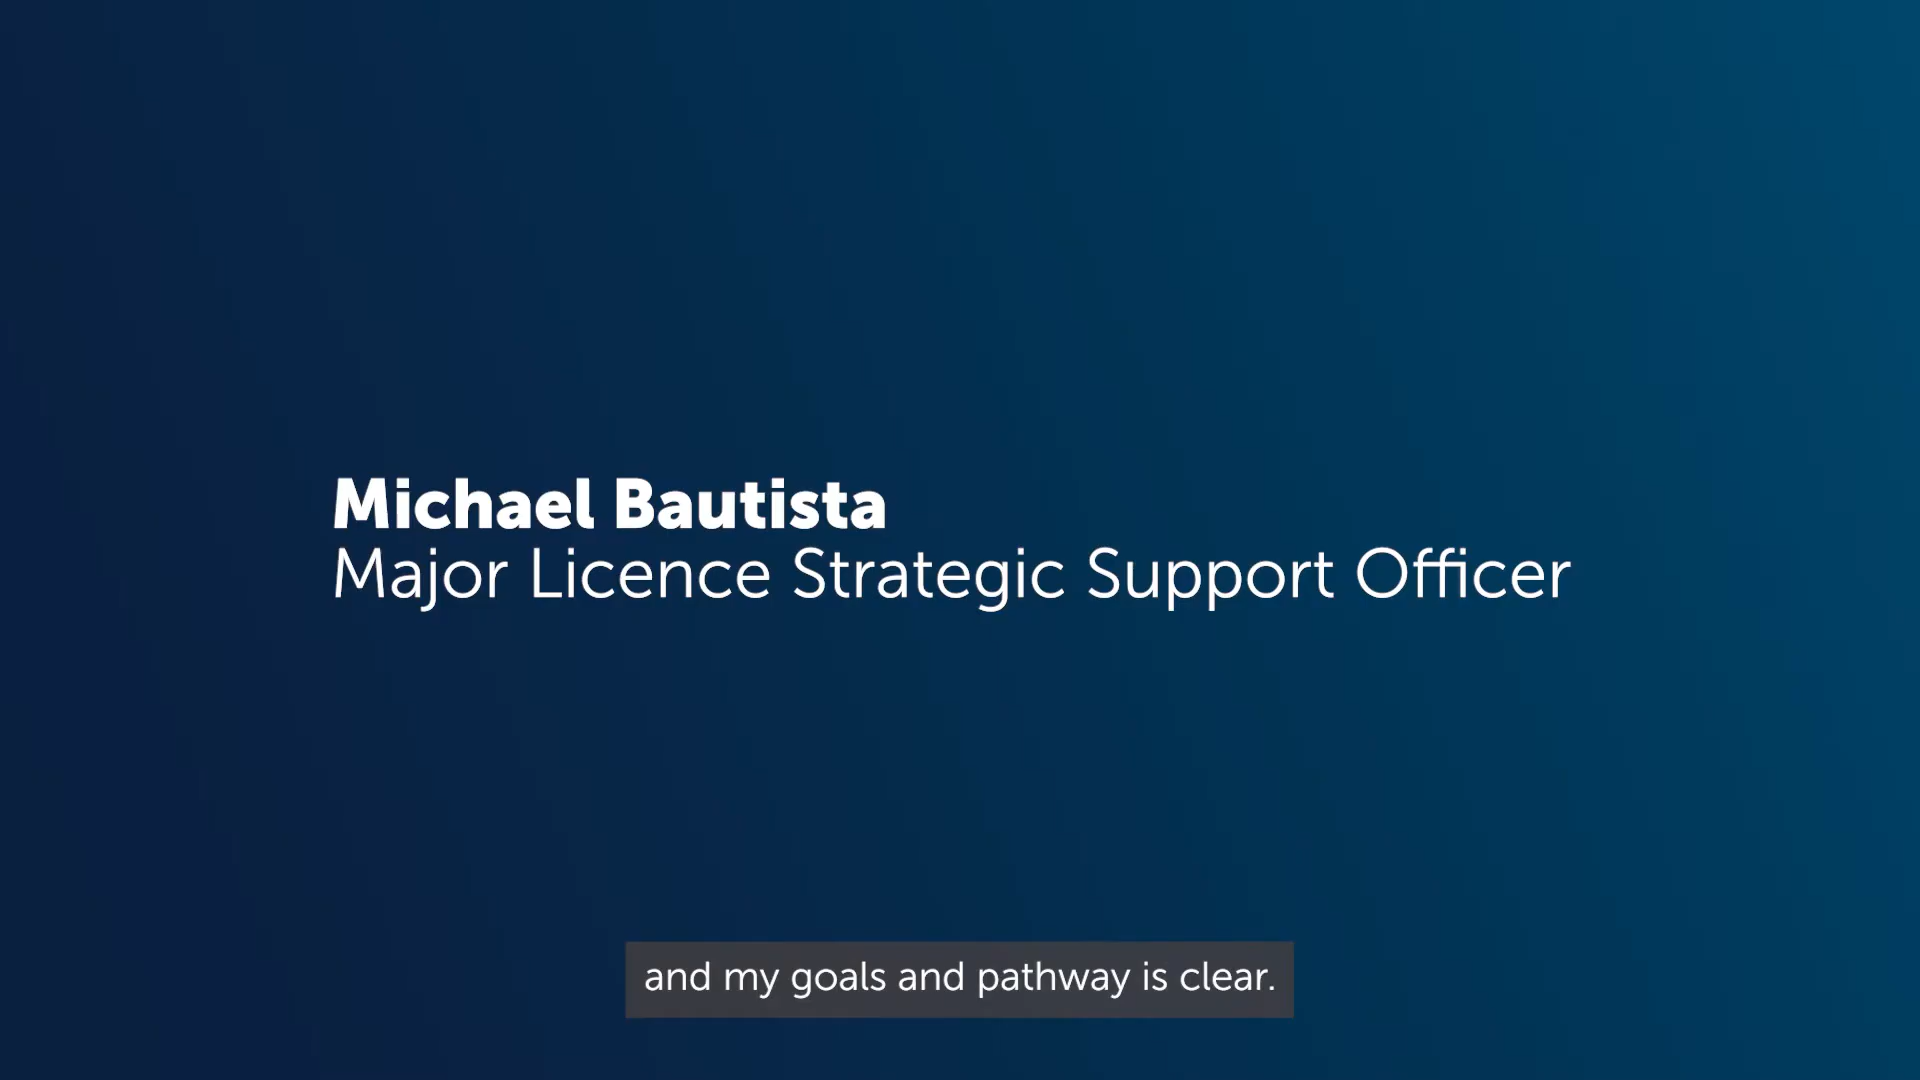 Michael Bautista
Major Licence Strategic Support Officer
and my goals and pathway is clear.